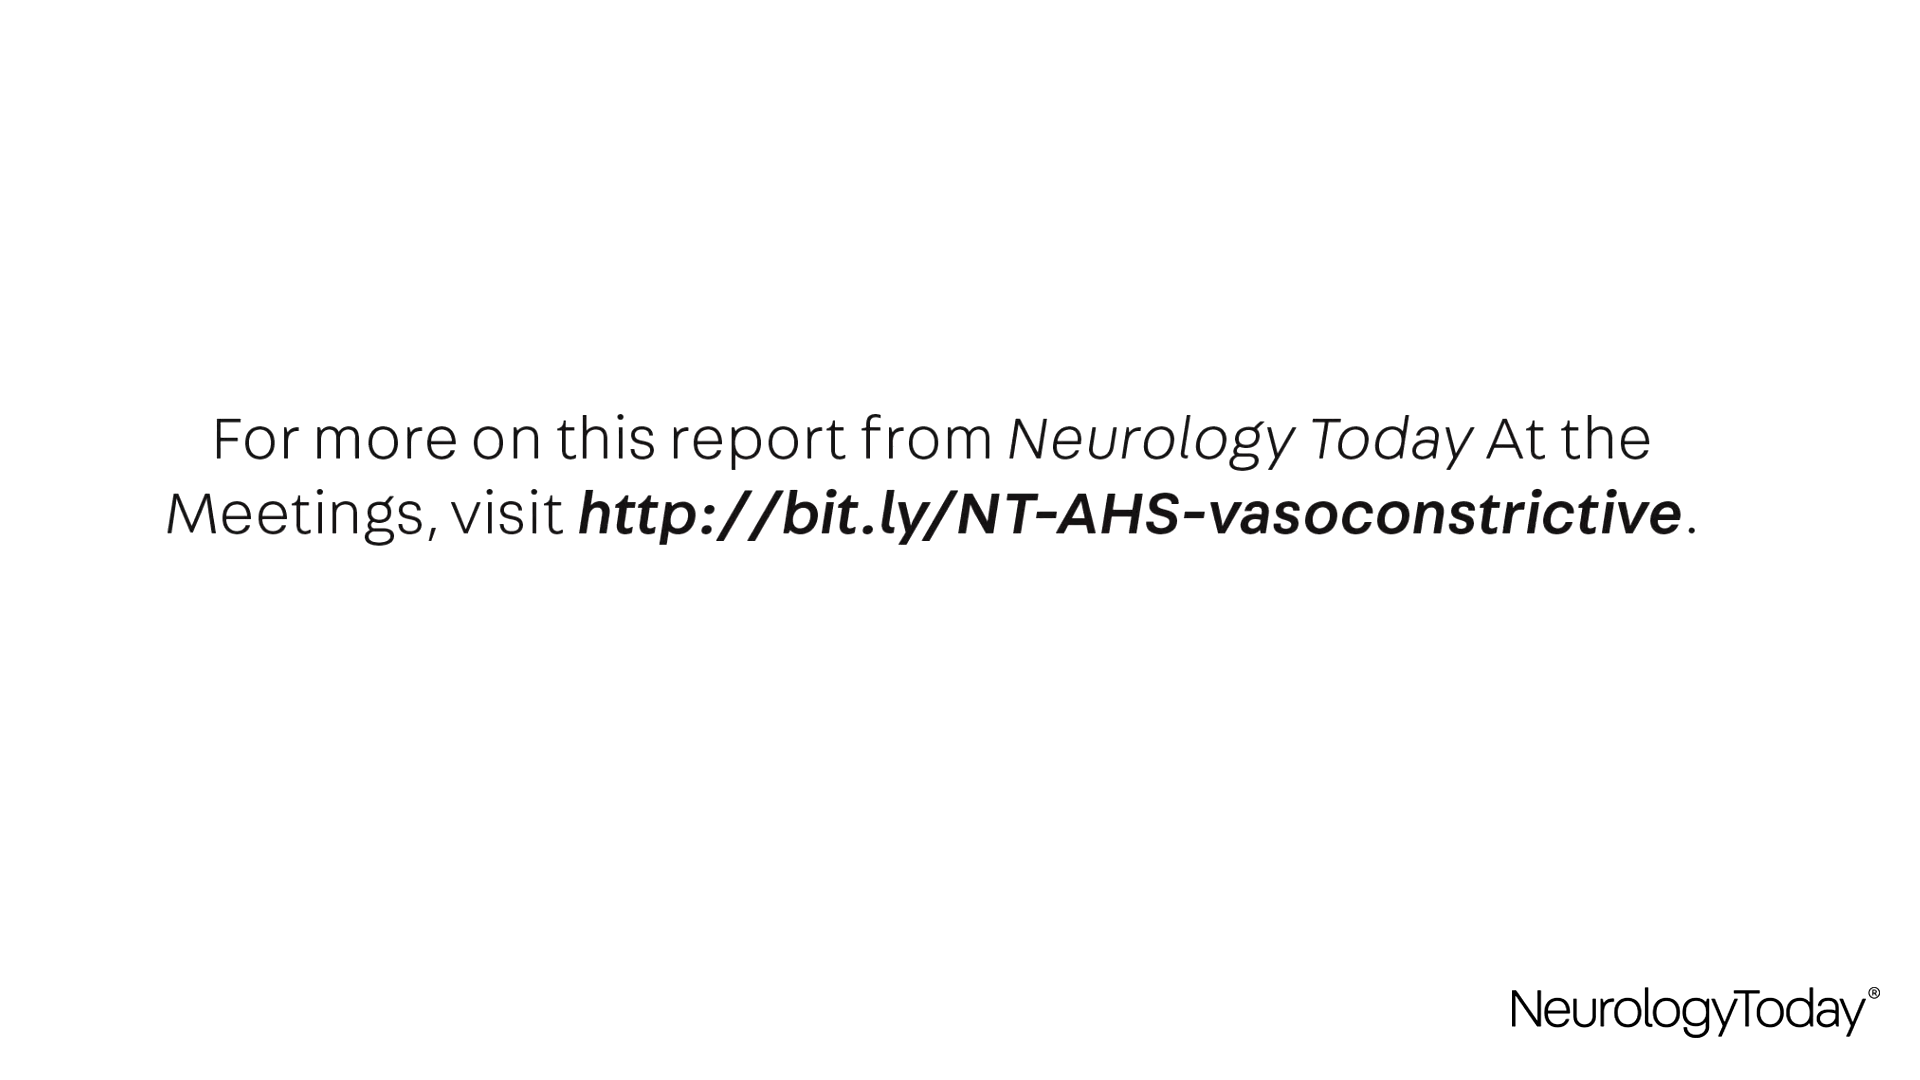 For more on this report from Neurology Today At the
Meetings, visit http://bit.ly/NT-AHS-vasoconstrictive.
NeurologyToday®